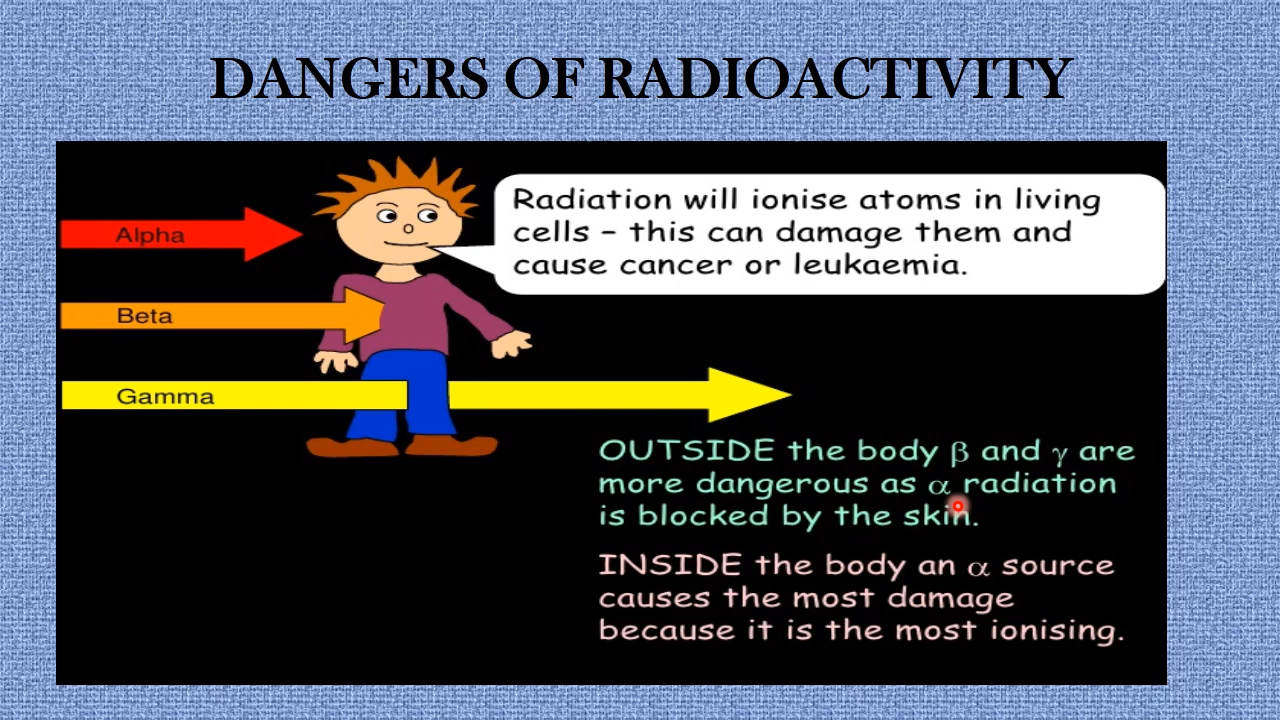 DANGERS OF RADIOACTIVITY
Alpha
Radiation will ionise atoms in living
cells – this can damage them and
cause cancer or leukaemia.
Beta
Gamma
OUTSIDE the body β and γ are
more dangerous as α radiation
is blocked by the skin.
INSIDE the body an α source
causes the most damage
because it is the most ionising.